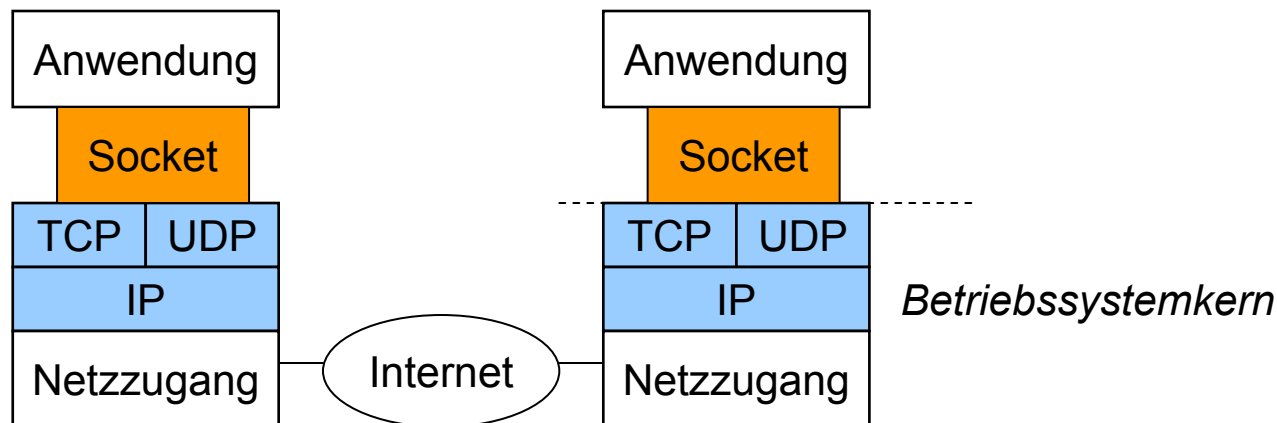 Anwendung Anwendung
Socket Socket
TCP UDP TCP UDP
IP IP Betriebssystemkern
Netzzugang Internet Netzzugang